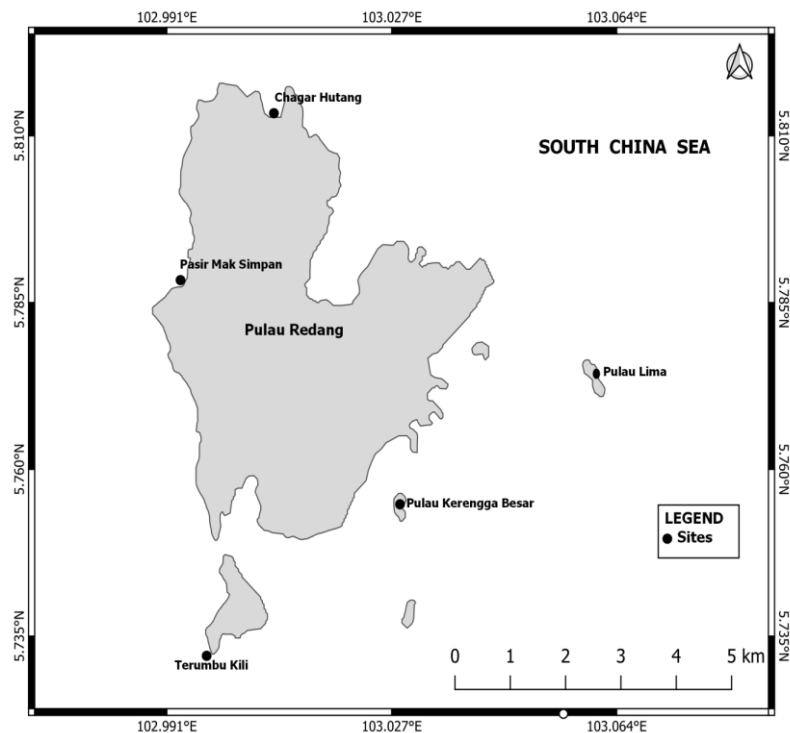 102.991°E 103.027°E 103.064°E
Chagar Hutang
5.810°N
5.810°N
SOUTH CHINA SEA
Pasir Mak Simpan
5.785°N
5.785°N
Pulau Redang
Pulau Lima
5.760°N
5.760°N
Pulau Kerengga Besar
LEGEND
Sites
5.735°N
5.735°N
Terumbu Kili
0 1 2 3 4 5 km
102.991°E 103.027°E 103.064°E